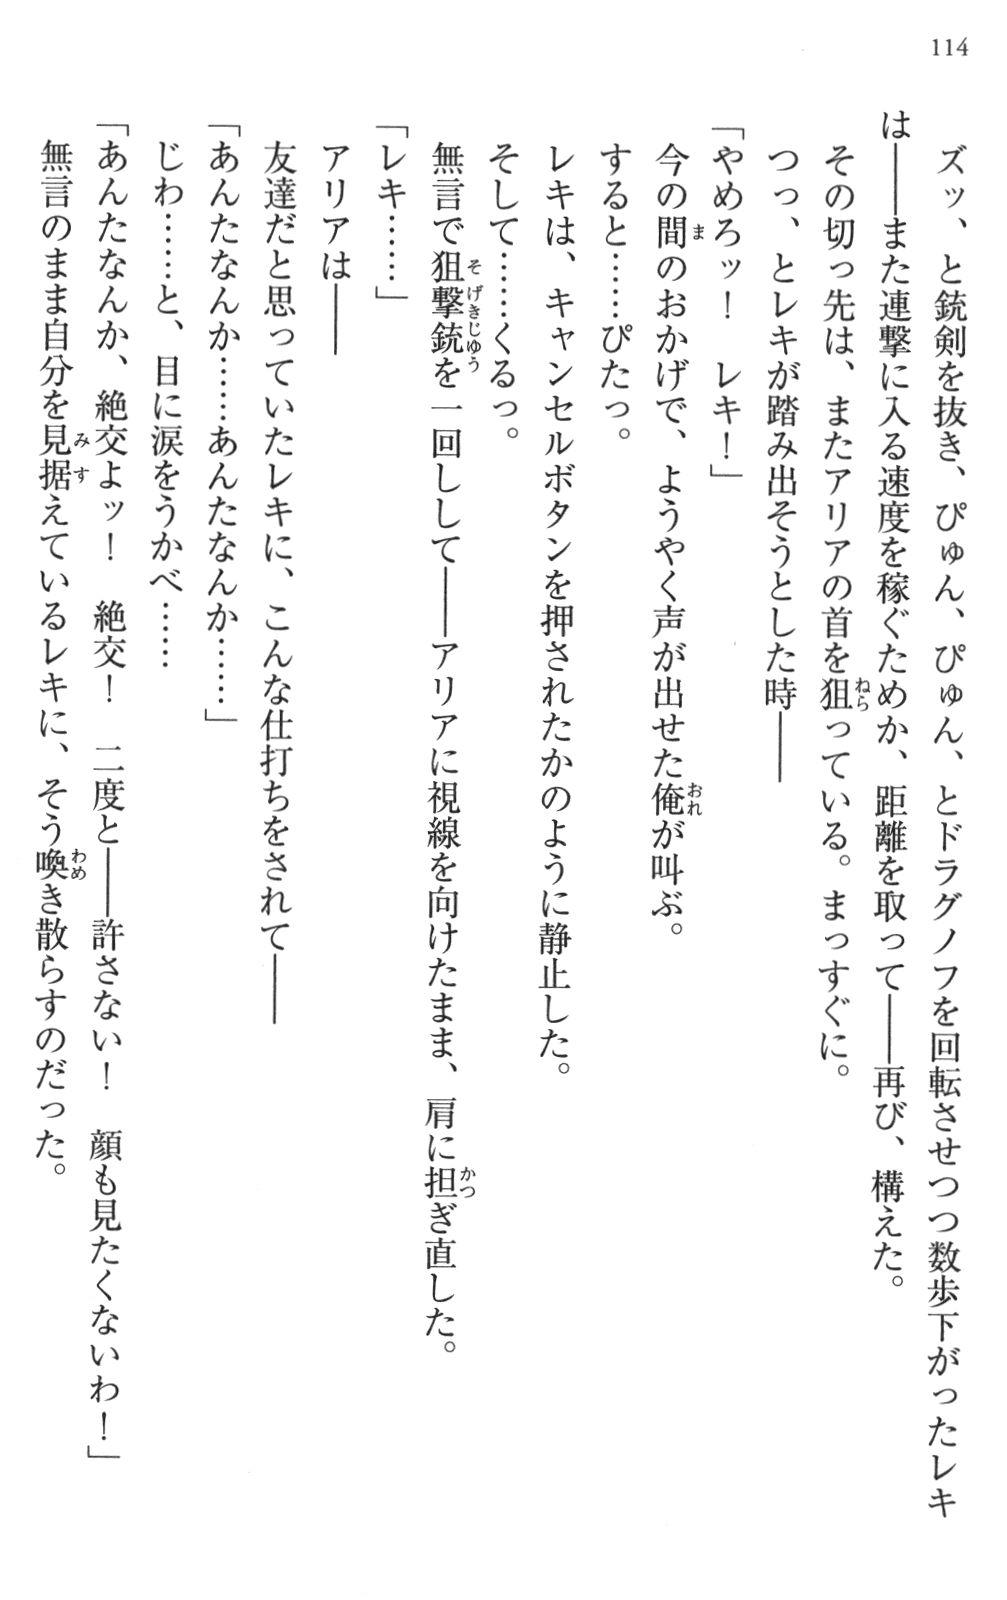 114
ズッ、と銃剣を抜き、ぴゅん、ぴゅん、とドラグノフを回転させつつ数歩下がったレキ
は――また連撃に入る速度を稼ぐためか、距離を取って――再び、構えた。
その切っ先は、またアリアの首を狙っている。まっすぐに。
つっ、とレキが踏み出そうとした時――
「やめろッ！　レキ！」
今の間のおかげで、ようやく声が出せた俺が叫ぶ。
すると……ぴたっ。
レキは、キャンセルボタンを押されたかのように静止した。
そして……くるっ。
無言で狙撃銃を一回しして――アリアに視線を向けたまま、肩に担ぎ直した。
「レキ……」
アリアは――
友達だと思っていたレキに、こんな仕打ちをされて――
「あんたなんか……あんたなんか……」
じわ……と、目に涙をうかべ……
「あんたなんか、絶交よッ！　絶交！　二度と――許さない！　顔も見たくないわ！」
無言のまま自分を見据えているレキに、そう喚き散らすのだった。